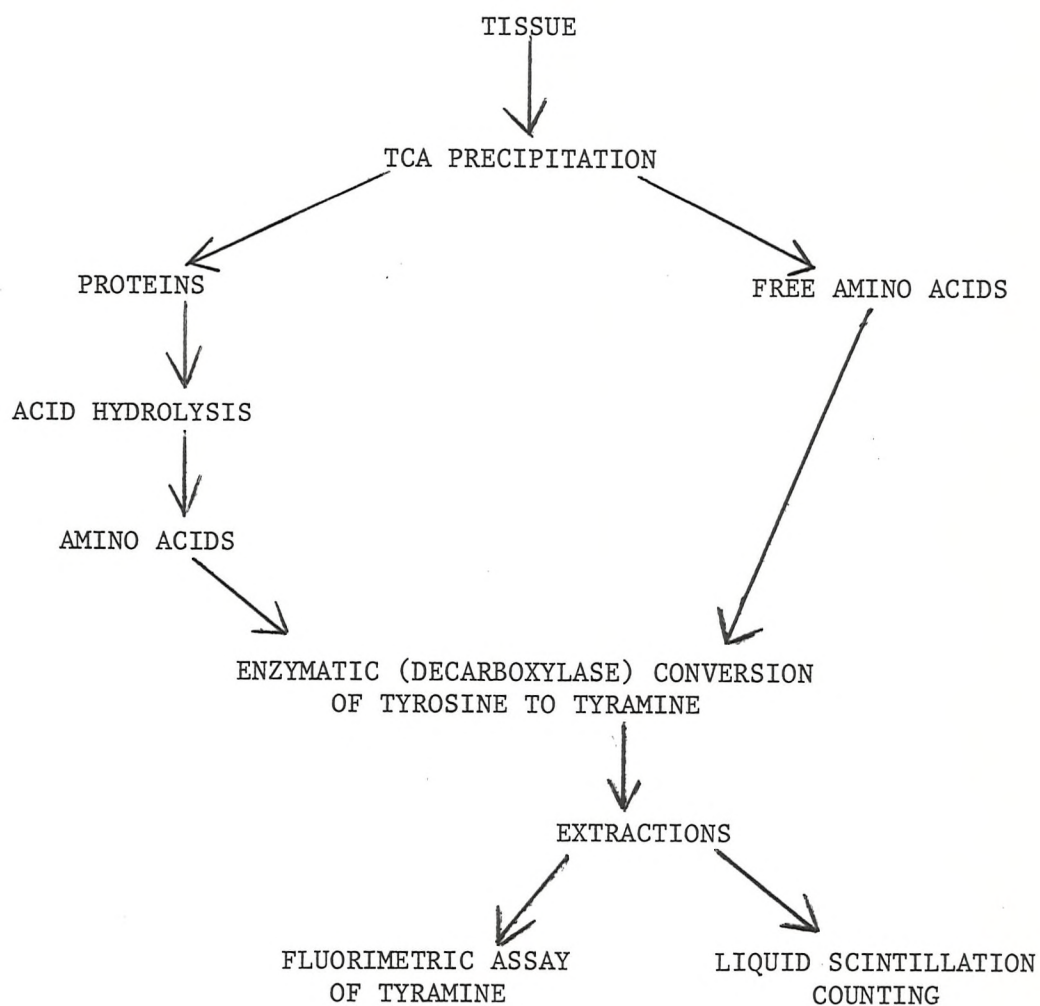 TISSUE
TCA PRECIPITATION
PROTEINS
FREE AMINO ACIDS
ACID HYDROLYSIS
AMINO ACIDS
ENZYMATIC (DECARBOXYLASE) CONVERSION
OF TYROSINE TO TYRAMINE
EXTRACTIONS
FLUORIMETRIC ASSAY
OF TYRAMINE
LIQUID SCINTILLATION
COUNTING